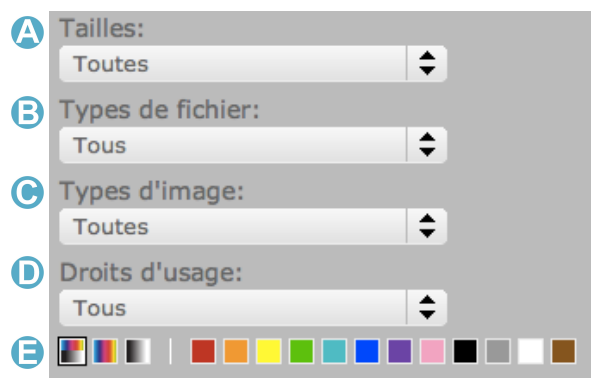 A Tailles:
Toutes
B Types de fichier:
Tous
C Types d'image:
Toutes
D Droits d'usage:
Tous
E